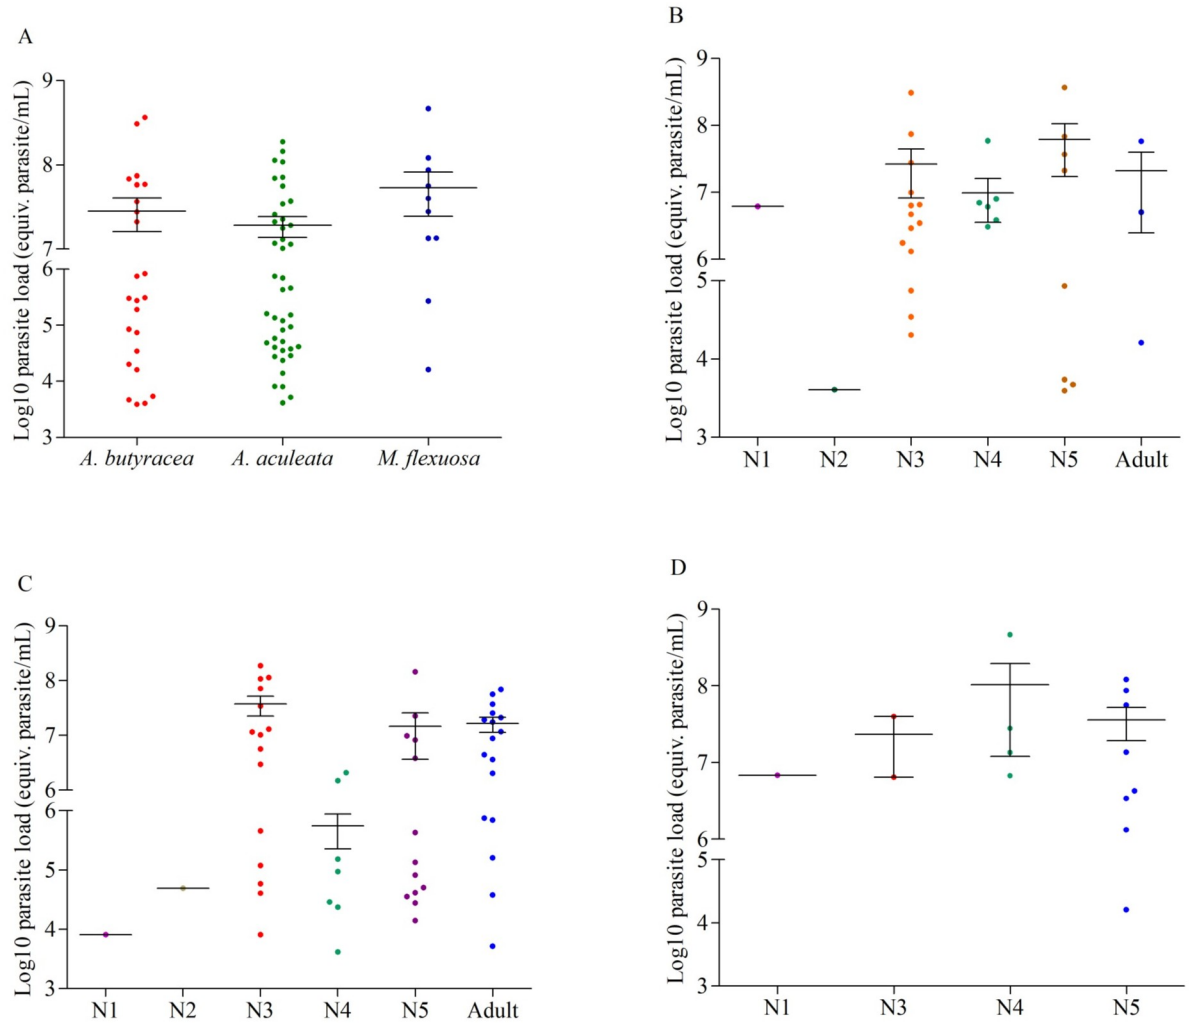 A
Log10 parasite load (equiv. parasite/mL)
9
8
7
6
5
4
3
A. butyracea A. aculeata M. flexuosa
B
Log10 parasite load (equiv. parasite/mL)
9
8
7
6
5
4
3
N1 N2 N3 N4 N5 Adult
C
Log10 parasite load (equiv. parasite/mL)
9
8
7
6
6
5
4
3
N1 N2 N3 N4 N5 Adult
D
Log10 parasite load (equiv. parasite/mL)
9
8
7
6
5
4
3
N1 N3 N4 N5